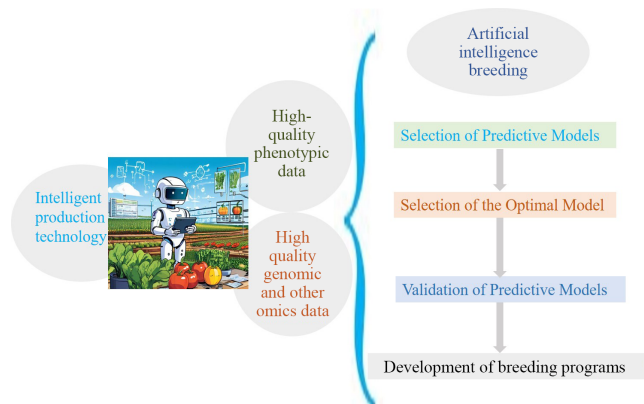 Intelligent
production
technology
High-
quality
phenotypic
data
High
quality
genomic
and other
omics data
Artificial
intelligence
breeding
Selection of Predictive Models
Selection of the Optimal Model
Validation of Predictive Models
Development of breeding programs